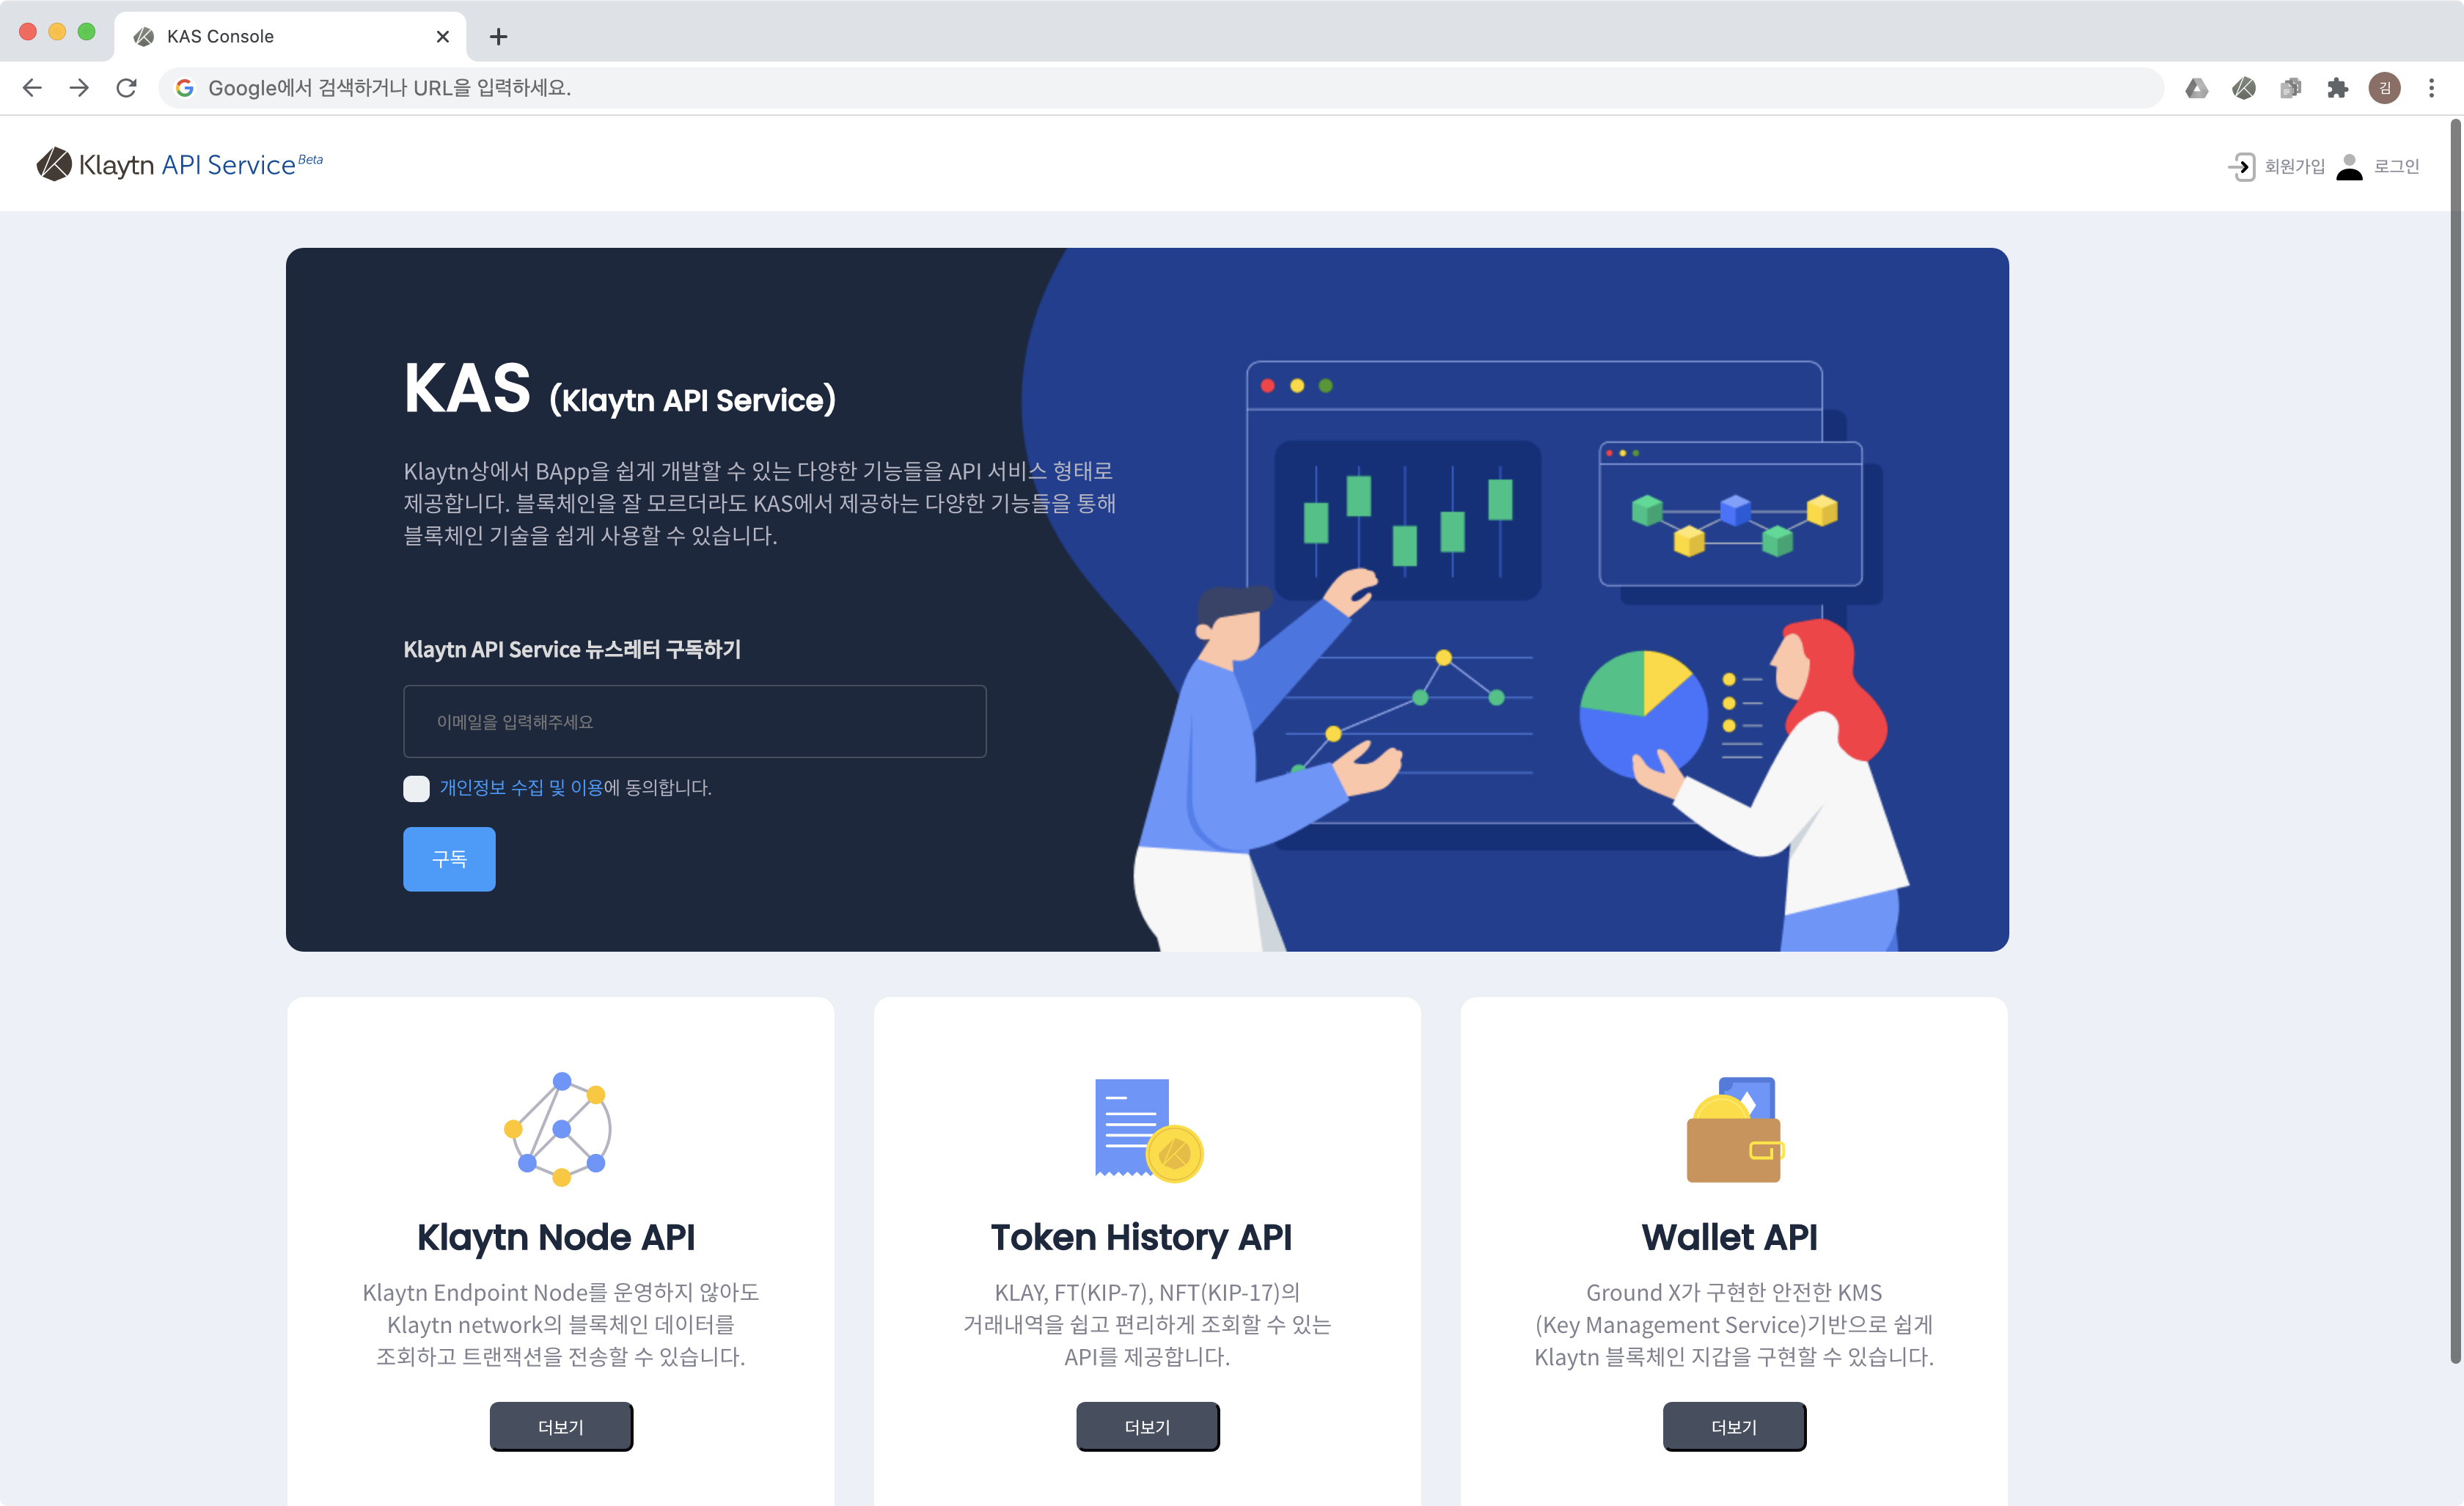 KAS Console
Google에서 검색하거나 URL을 입력하세요.
김
Klaytn API Service Beta
회원가입
로그인
KAS (Klaytn API Service)
Klaytn상에서 BApp을 쉽게 개발할 수 있는 다양한 기능들을 API 서비스 형태로
제공합니다. 블록체인을 잘 모르더라도 KAS에서 제공하는 다양한 기능들을 통해
블록체인 기술을 쉽게 사용할 수 있습니다.
Klaytn API Service 뉴스레터 구독하기
이메일을 입력해주세요
개인정보 수집 및 이용에 동의합니다.
구독
Klaytn Node API
Klaytn Endpoint Node를 운영하지 않아도
Klaytn network의 블록체인 데이터를
조회하고 트랜잭션을 전송할 수 있습니다.
더보기
Token History API
KLAY, FT(KIP-7), NFT(KIP-17)의
거래내역을 쉽고 편리하게 조회할 수 있는
API를 제공합니다.
더보기
Wallet API
Ground X가 구현한 안전한 KMS
(Key Management Service)기반으로 쉽게
Klaytn 블록체인 지갑을 구현할 수 있습니다.
더보기